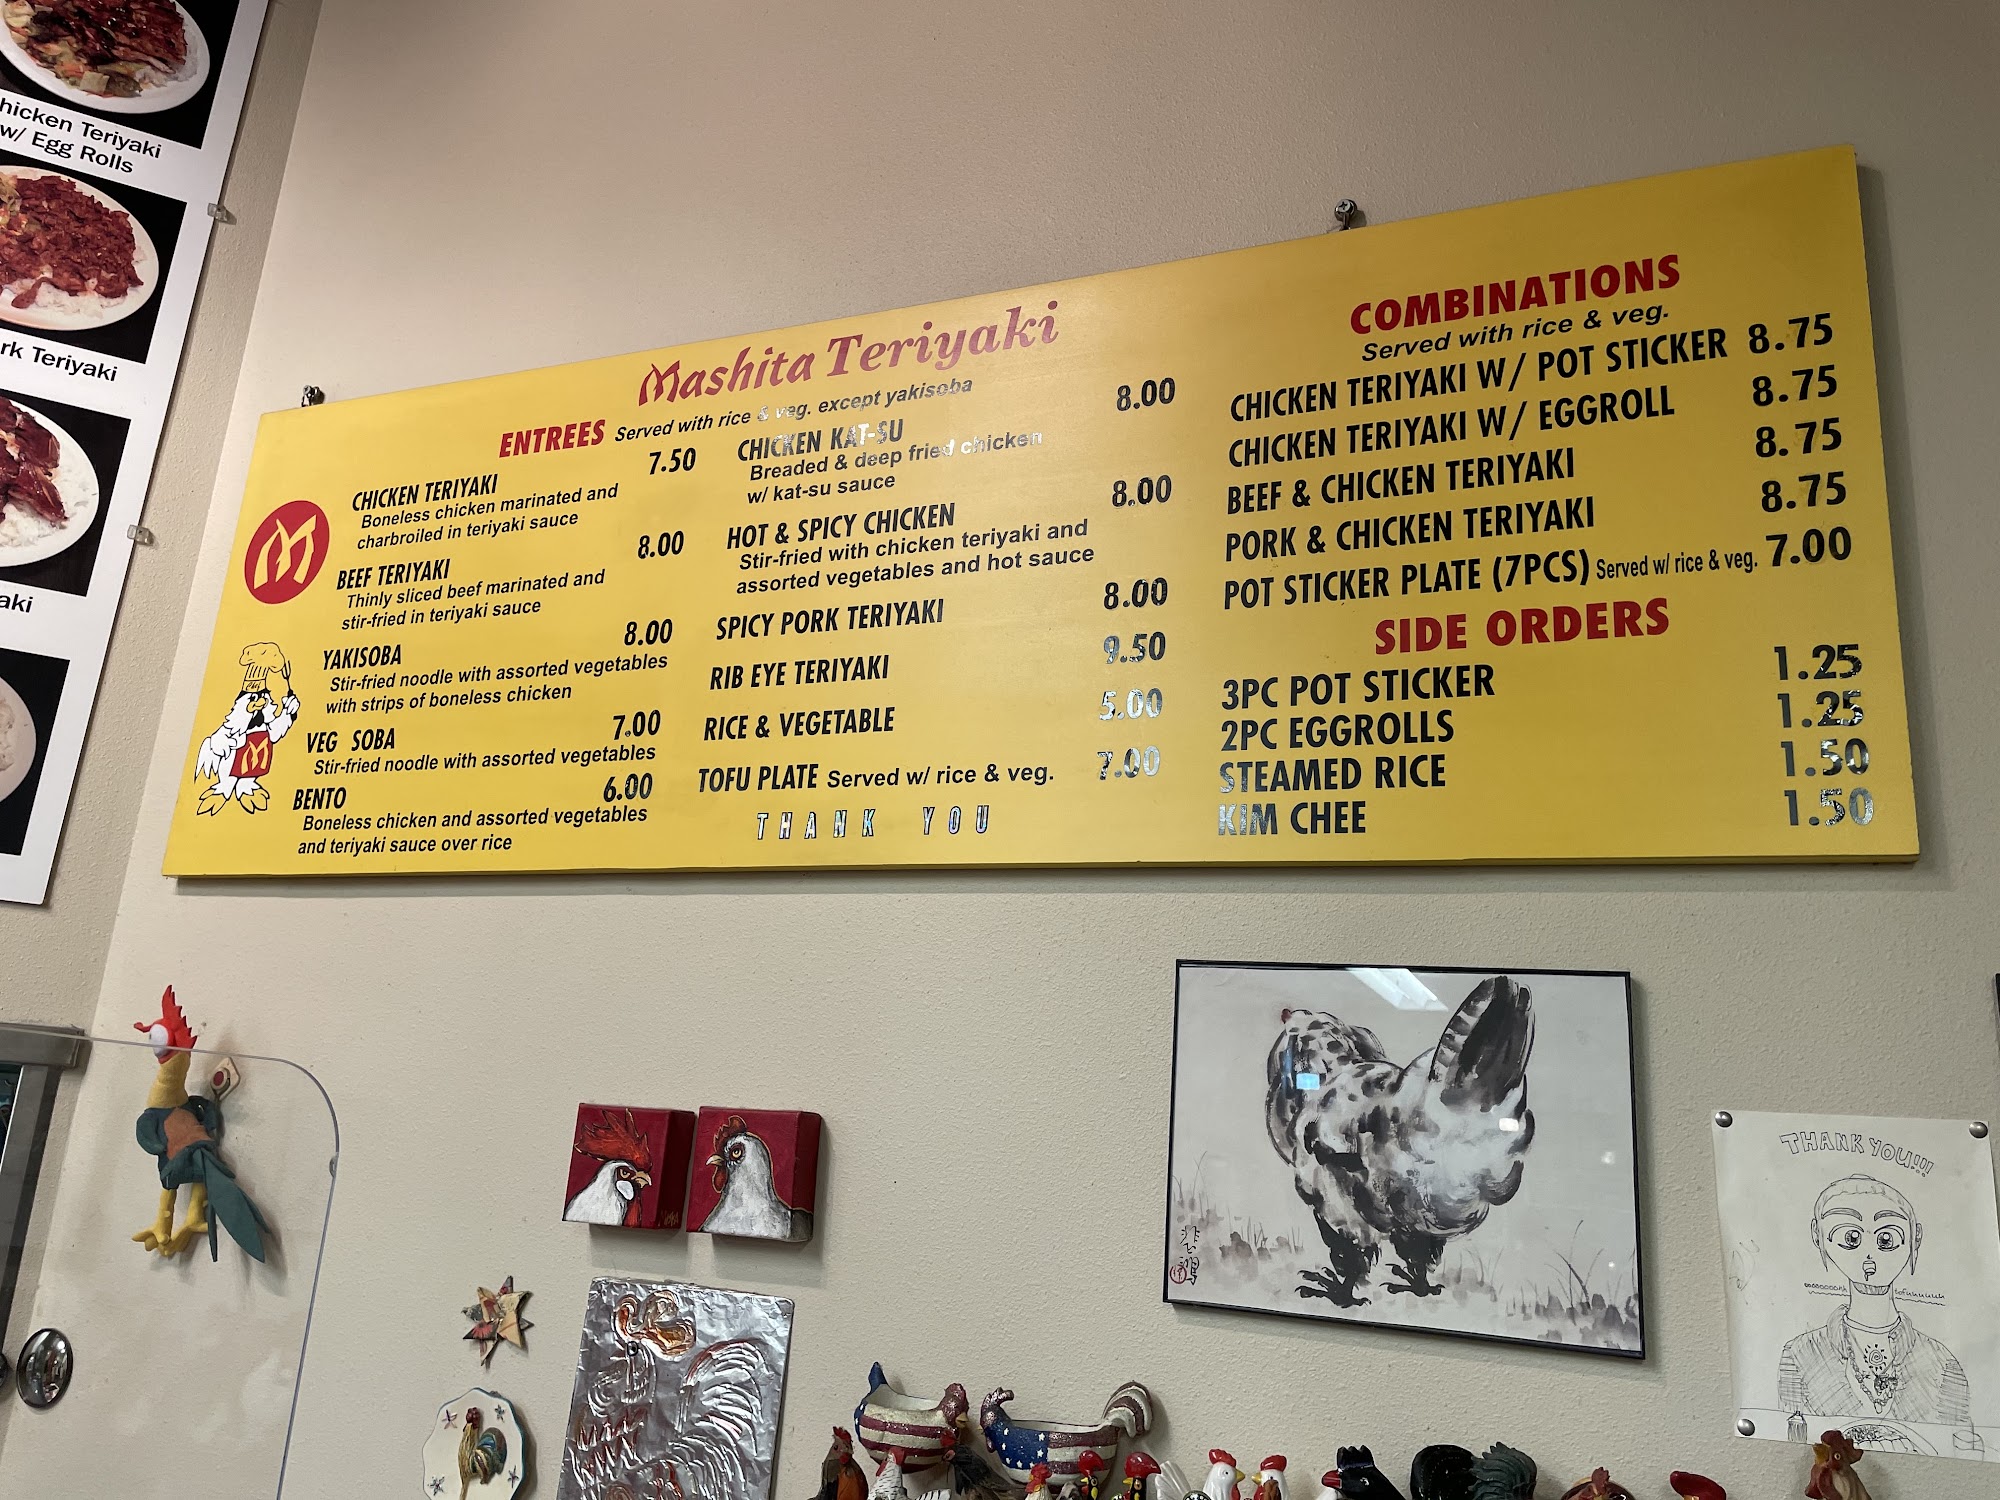 hicken Teriyaki
w/ Egg Rolls
rk Teriyaki
aki
Mashita Teriyaki
ENTREES Served with rice & veg. except yakisoba
CHICKEN TERIYAKI 7.50
Boneless chicken marinated and
charbroiled in teriyaki sauce
BEEF TERIYAKI 8.00
Thinly sliced beef marinated and
stir-fried in teriyaki sauce
YAKISOBA 8.00
Stir-fried noodle with assorted vegetables
with strips of boneless chicken
VEG SOBA 7.00
Stir-fried noodle with assorted vegetables
BENTO 6.00
Boneless chicken and assorted vegetables
and teriyaki sauce over rice
M
Chef
M
CHICKEN KAT-SU 8.00
Breaded & deep fried chicken
w/ kat-su sauce
HOT & SPICY CHICKEN 8.00
Stir-fried with chicken teriyaki and
assorted vegetables and hot sauce
SPICY PORK TERIYAKI 8.00
RIB EYE TERIYAKI 9.50
RICE & VEGETABLE 5.00
TOFU PLATE Served w/ rice & veg. 7.00
THANK YOU
COMBINATIONS
Served with rice & veg.
CHICKEN TERIYAKI W/ POT STICKER 8.75
CHICKEN TERIYAKI W/ EGGROLL 8.75
BEEF & CHICKEN TERIYAKI 8.75
PORK & CHICKEN TERIYAKI 8.75
POT STICKER PLATE (7PCS) Served w/ rice & veg. 7.00
SIDE ORDERS
3PC POT STICKER 1.25
2PC EGGROLLS 1.25
STEAMED RICE 1.50
KIM CHEE 1.50
THANK YOU!!!